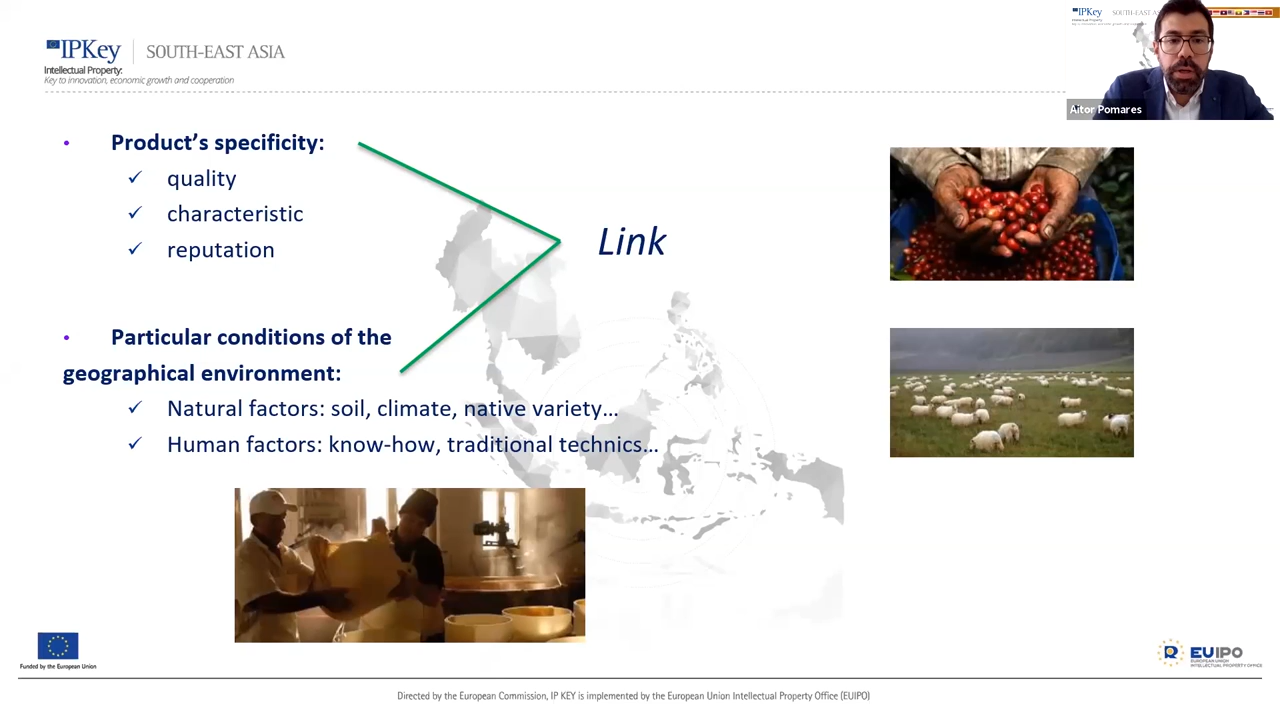 IPKey
SOUTH-EAST ASIA
Intellectual Property:
Key to innovation, economic growth and cooperation
IPKey
Aitor Pomares
• Product's specificity:
✓ quality
✓ characteristic
✓ reputation
Link
• Particular conditions of the
geographical environment:
✓ Natural factors: soil, climate, native variety…
✓ Human factors: know-how, traditional technics…
Funded by the European Union
EUIPO
EUROPEAN UNION
INTELLECTUAL PROPERTY OFFICE
Directed by the European Commission, IP KEY is implemented by the European Union Intellectual Property Office (EUIPO)